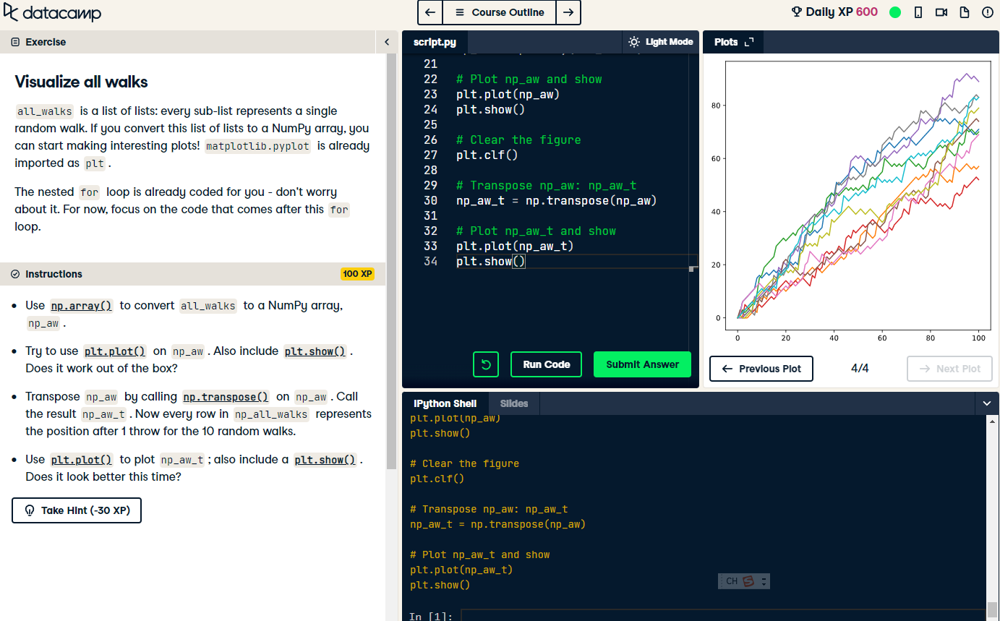 datacamp
Course Outline
Daily XP 600
Exercise
Visualize all walks
all_walks is a list of lists: every sub-list represents a single
random walk. If you convert this list of lists to a NumPy array, you
can start making interesting plots! matplotlib.pyplot is already
imported as plt .
The nested for loop is already coded for you - don't worry
about it. For now, focus on the code that comes after this for
loop.
Instructions
100 XP
• Use np.array() to convert all_walks to a NumPy array,
np_aw .
• Try to use plt.plot() on np_aw . Also include plt.show() .
Does it work out of the box?
• Transpose np_aw by calling np.transpose() on np_aw . Call
the result np_aw_t . Now every row in np_all_walks represents
the position after 1 throw for the 10 random walks.
• Use plt.plot() to plot np_aw_t ; also include a plt.show() .
Does it look better this time?
Take Hint (-30 XP)
script.py
Light Mode
21
22 # Plot np_aw and show
23 plt.plot(np_aw)
24 plt.show()
25
26 # Clear the figure
27 plt.clf()
28
29 # Transpose np_aw: np_aw_t
30 np_aw_t = np.transpose(np_aw)
31
32 # Plot np_aw_t and show
33 plt.plot(np_aw_t)
34 plt.show()
Run Code
Submit Answer
Plots
80
60
40
20
0
0 20 40 60 80 100
Previous Plot
4/4
Next Plot
IPython Shell
Slides
plt.plot(np_aw)
plt.show()
# Clear the figure
plt.clf()
# Transpose np_aw: np_aw_t
np_aw_t = np.transpose(np_aw)
# Plot np_aw_t and show
plt.plot(np_aw_t)
plt.show()
CH
In [1]: